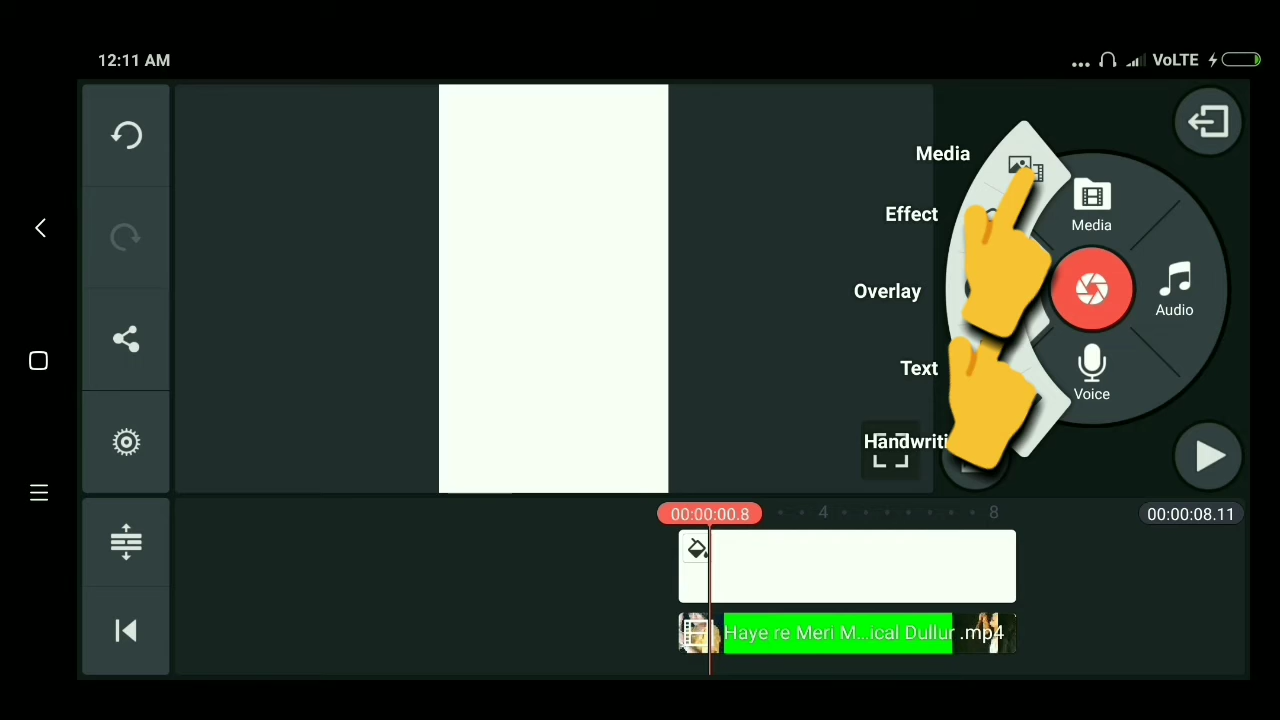 12:11 AM
VoLTE
Media
Effect
Overlay
Text
Handwriti
Media
Audio
Voice
00:00:00.8
4
8
00:00:08.11
Haye re Meri M...ical Dullur .mp4